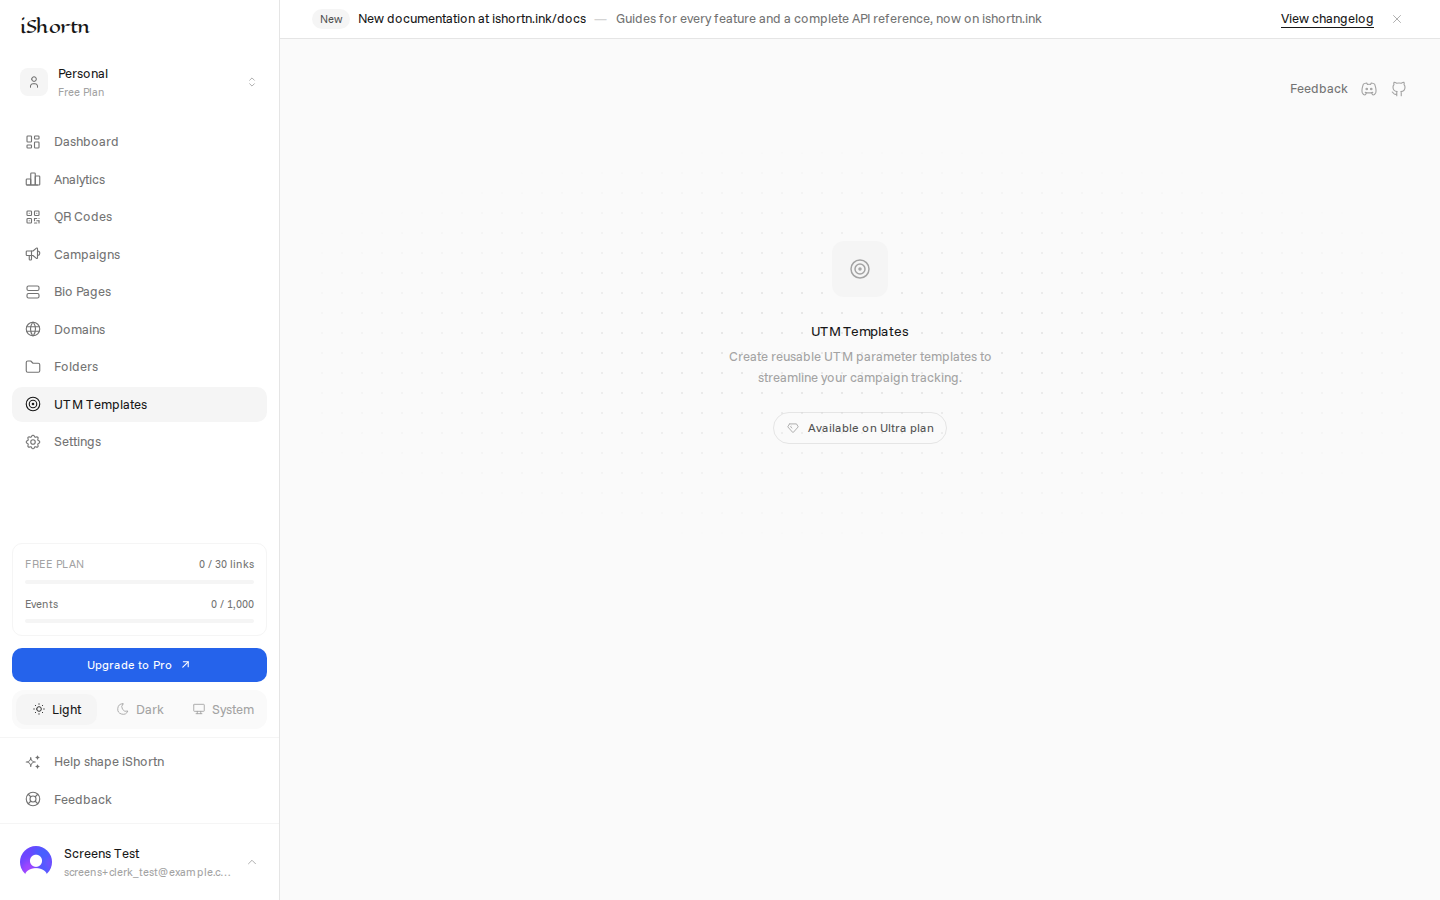 iShortn
Personal
Free Plan
Dashboard
Analytics
QR Codes
Campaigns
Bio Pages
Domains
Folders
UTM Templates
Settings
FREE PLAN 0 / 30 links
Events 0 / 1,000
Upgrade to Pro
Light Dark System
Help shape iShortn
Feedback
Screens Test
screens+clerk_test@example.c...
New New documentation at ishortn.ink/docs — Guides for every feature and a complete API reference, now on ishortn.ink View changelog
Feedback
UTM Templates
Create reusable UTM parameter templates to
streamline your campaign tracking.
Available on Ultra plan